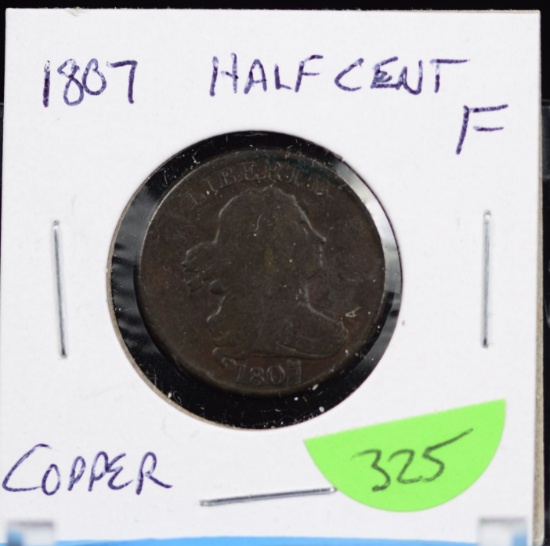 1807 HALF CENT
F
LIBERTY
1807
COPPER
325